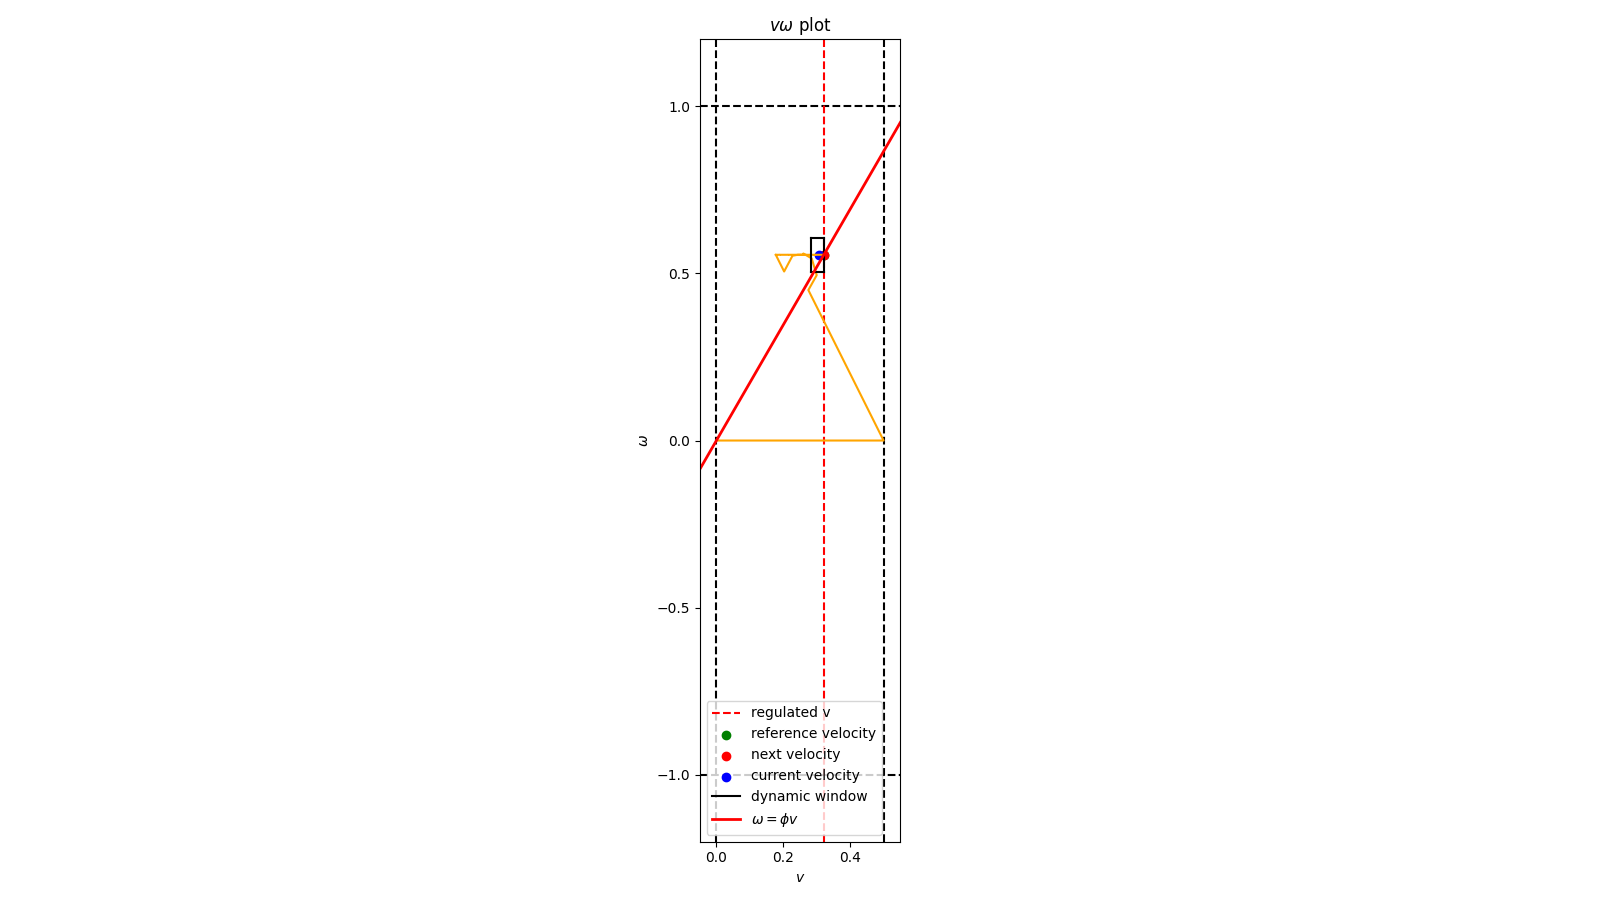 vω plot
1.0
0.5
ω
0.0
−0.5
−1.0
regulated v
reference velocity
next velocity
current velocity
dynamic window
ω = ϕv
0.0 0.2 0.4
v